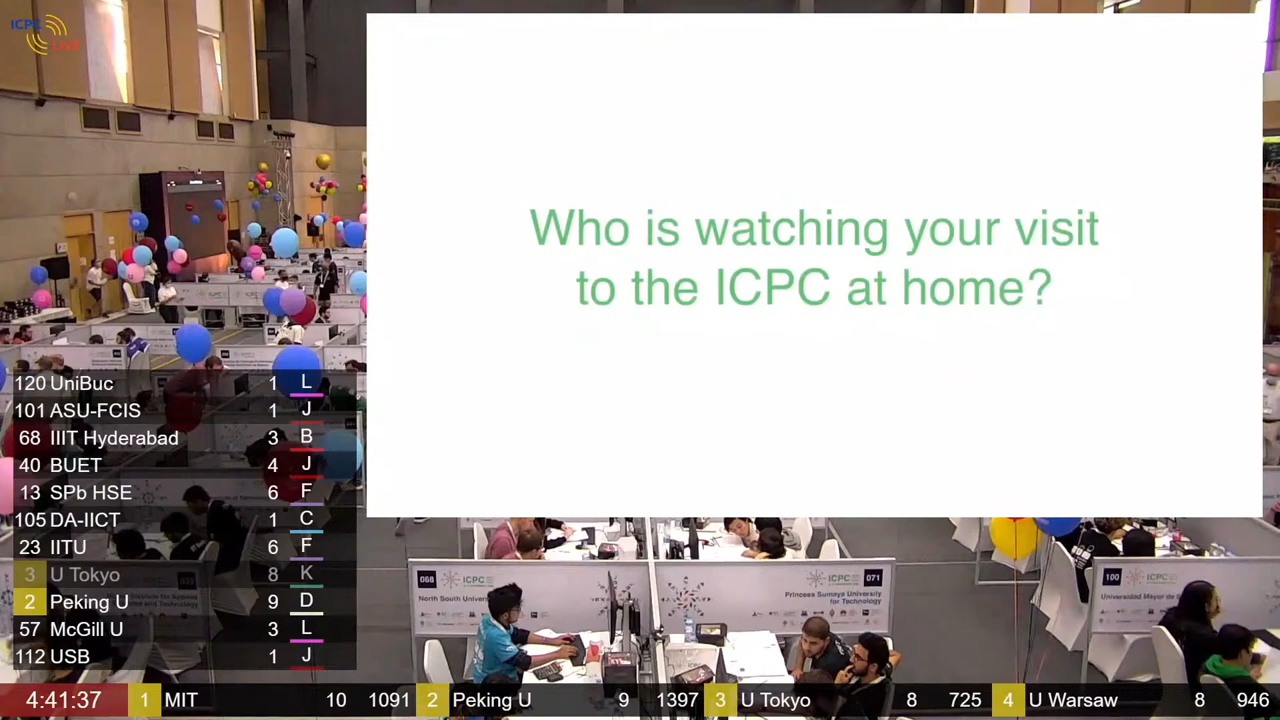 ICPC
LIVE
Who is watching your visit
to the ICPC at home?
120 UniBuc 1 L
101 ASU-FCIS 1 J
68 IIIT Hyderabad 3 B
40 BUET 4 J
13 SPb HSE 6 F
105 DA-IICT 1 C
23 IITU 6 F
3 U Tokyo 8 K
2 Peking U 9 D
57 McGill U 3 L
112 USB 1 J
068 ICPC
North South University
ICPC 071
Princess Sumaya University
for Technology
100 ICPC
Universidad Mayor de
4:41:37 1 MIT 10 1091 2 Peking U 9 1397 3 U Tokyo 8 725 4 U Warsaw 8 946